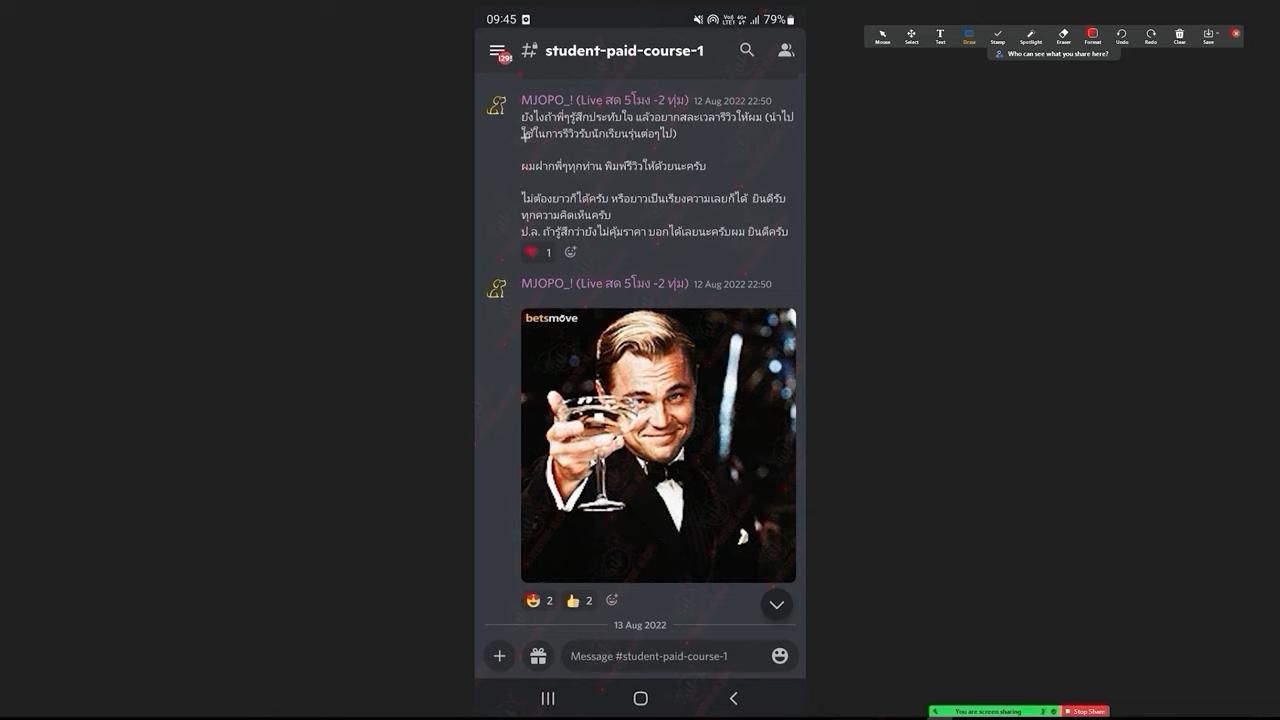 09:45
79%
student-paid-course-1
Mouse
Select
Text
Draw
Stamp
Spotlight
Eraser
Format
Undo
Redo
Clear
Save
Who can see what you share here?
MJOPO_! (Live สด 5โมง -2 ทุ่ม) 12 Aug 2022 22:50
ยังไงถ้าพี่ๆรู้สึกประทับใจ แล้วอยากสละเวลารีวิวให้ผม (นำไป
ใช้ในการรีวิวรับนักเรียนรุ่นต่อๆไป)
ผมฝากพี่ๆทุกท่าน พิมพ์รีวิวให้ด้วยนะครับ
ไม่ต้องยาวก็ได้ครับ หรือยาวเป็นเรียงความเลยก็ได้ ยินดีรับ
ทุกความคิดเห็นครับ
ป.ล. ถ้ารู้สึกว่ายังไม่คุ้มราคา บอกได้เลยนะครับผม ยินดีครับ
1
MJOPO_! (Live สด 5โมง -2 ทุ่ม) 12 Aug 2022 22:50
betsmove
2 2
13 Aug 2022
Message #student-paid-course-1
You are screen sharing
Stop Share